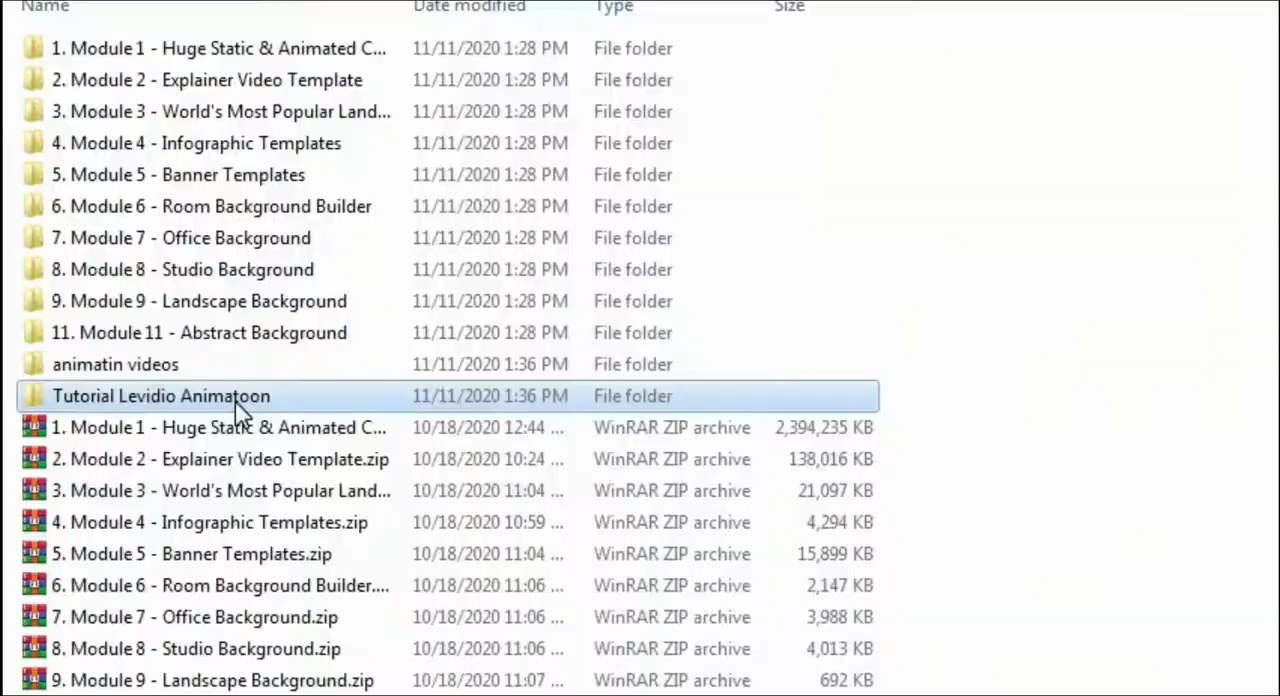 Name Date modified Type Size
1. Module 1 - Huge Static & Animated C... 11/11/2020 1:28 PM File folder
2. Module 2 - Explainer Video Template 11/11/2020 1:28 PM File folder
3. Module 3 - World's Most Popular Land... 11/11/2020 1:28 PM File folder
4. Module 4 - Infographic Templates 11/11/2020 1:28 PM File folder
5. Module 5 - Banner Templates 11/11/2020 1:28 PM File folder
6. Module 6 - Room Background Builder 11/11/2020 1:28 PM File folder
7. Module 7 - Office Background 11/11/2020 1:28 PM File folder
8. Module 8 - Studio Background 11/11/2020 1:28 PM File folder
9. Module 9 - Landscape Background 11/11/2020 1:28 PM File folder
11. Module 11 - Abstract Background 11/11/2020 1:28 PM File folder
animatin videos 11/11/2020 1:36 PM File folder
Tutorial Levidio Animatoon 11/11/2020 1:36 PM File folder
1. Module 1 - Huge Static & Animated C... 10/18/2020 12:44 ... WinRAR ZIP archive 2,394,235 KB
2. Module 2 - Explainer Video Template.zip 10/18/2020 10:24 ... WinRAR ZIP archive 138,016 KB
3. Module 3 - World's Most Popular Land... 10/18/2020 11:04 ... WinRAR ZIP archive 21,097 KB
4. Module 4 - Infographic Templates.zip 10/18/2020 10:59 ... WinRAR ZIP archive 4,294 KB
5. Module 5 - Banner Templates.zip 10/18/2020 11:04 ... WinRAR ZIP archive 15,899 KB
6. Module 6 - Room Background Builder.... 10/18/2020 11:06 ... WinRAR ZIP archive 2,147 KB
7. Module 7 - Office Background.zip 10/18/2020 11:06 ... WinRAR ZIP archive 3,988 KB
8. Module 8 - Studio Background.zip 10/18/2020 11:06 ... WinRAR ZIP archive 4,013 KB
9. Module 9 - Landscape Background.zip 10/18/2020 11:07 ... WinRAR ZIP archive 692 KB